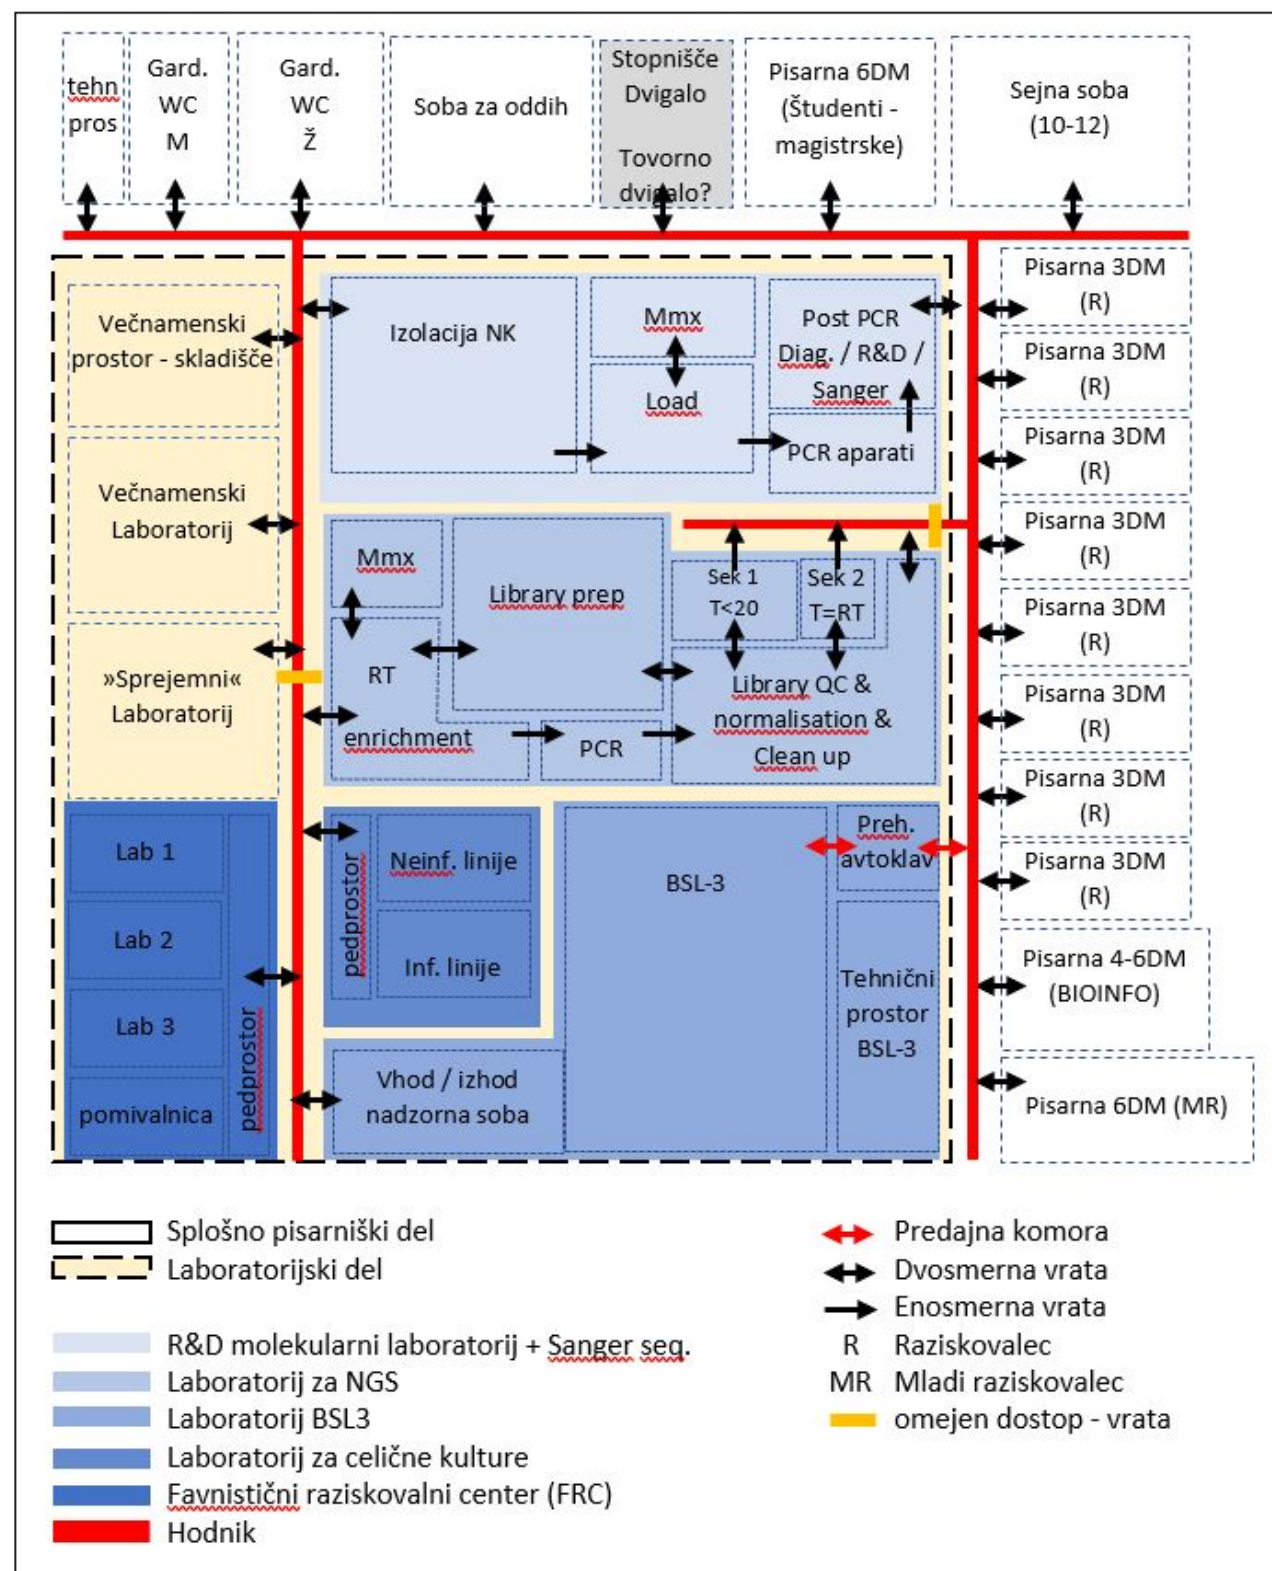 tehn
pros
Gard.
WC
M
Gard.
WC
Ž
Soba za oddih
Stopnišče
Dvigalo
Tovorno
dvigalo?
Pisarna 6DM
(Študenti -
magistrske)
Sejna soba
(10-12)
Večnamenski
prostor - skladišče
Večnamenski
Laboratorij
»Sprejemni«
Laboratorij
Lab 1
Lab 2
Lab 3
pomivalnica
pedprostor
Izolacija NK
Mmx
Load
Post PCR
Diag. / R&D /
Sanger
PCR aparati
Mmx
Library prep
RT
enrichment
PCR
Sek 1
T<20
Sek 2
T=RT
Library QC &
normalisation &
Clean up
pedprostor
Neinf. linije
Inf. linije
BSL-3
Preh.
avtoklav
Tehnični
prostor
BSL-3
Vhod / izhod
nadzorna soba
Pisarna 3DM
(R)
Pisarna 3DM
(R)
Pisarna 3DM
(R)
Pisarna 3DM
(R)
Pisarna 3DM
(R)
Pisarna 3DM
(R)
Pisarna 3DM
(R)
Pisarna 3DM
(R)
Pisarna 4-6DM
(BIOINFO)
Pisarna 6DM (MR)
Splošno pisarniški del
Laboratorijski del
R&D molekularni laboratorij + Sanger seq.
Laboratorij za NGS
Laboratorij BSL3
Laboratorij za celične kulture
Favnistični raziskovalni center (FRC)
Hodnik
Predajna komora
Dvosmerna vrata
Enosmerna vrata
R Raziskovalec
MR Mladi raziskovalec
omejen dostop - vrata